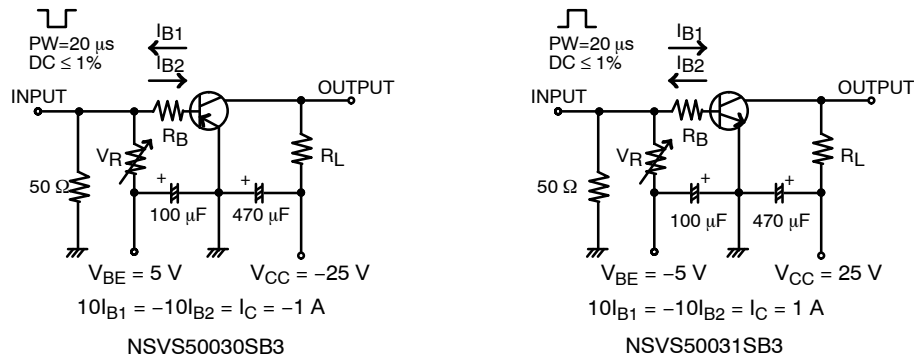 PW=20 μs
DC ≤ 1%
IB1
IB2
INPUT
OUTPUT
RB
VR
RL
50 Ω
+
+
100 μF
470 μF
VBE = 5 V
VCC = −25 V
10IB1 = −10IB2 = IC = −1 A
NSVS50030SB3
PW=20 μs
DC ≤ 1%
IB1
IB2
INPUT
OUTPUT
RB
VR
RL
50 Ω
+
+
100 μF
470 μF
VBE = −5 V
VCC = 25 V
10IB1 = −10IB2 = IC = 1 A
NSVS50031SB3